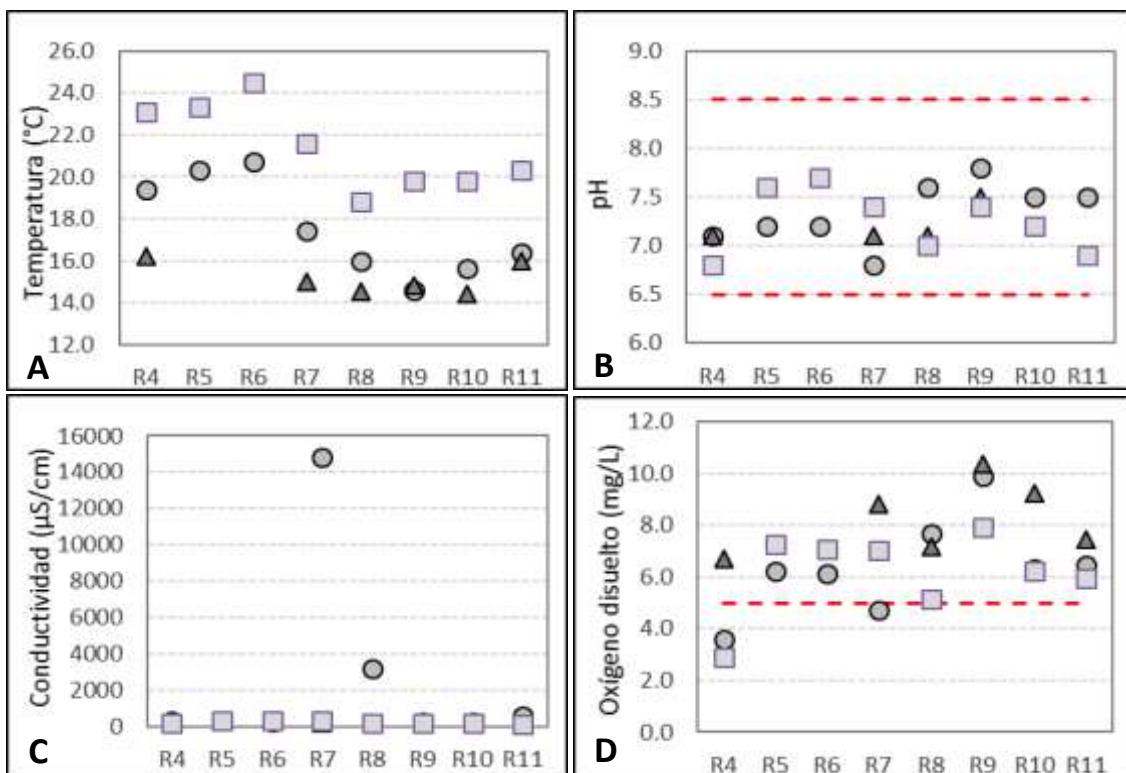 26.0
24.0
22.0
20.0
18.0
16.0
14.0
12.0
Temperatura (°C)
R4 R5 R6 R7 R8 R9 R10 R11
A
9.0
8.5
8.0
7.5
7.0
6.5
6.0
pH
R4 R5 R6 R7 R8 R9 R10 R11
B
16000
14000
12000
10000
8000
6000
4000
2000
0
Conductividad (µS/cm)
R4 R5 R6 R7 R8 R9 R10 R11
C
12.0
10.0
8.0
6.0
4.0
2.0
0.0
Oxígeno disuelto (mg/L)
R4 R5 R6 R7 R8 R9 R10 R11
D